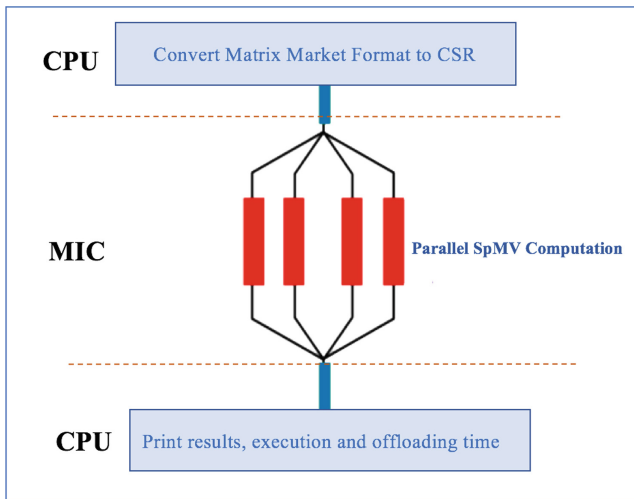 CPU
Convert Matrix Market Format to CSR
MIC
Parallel SpMV Computation
CPU
Print results, execution and offloading time